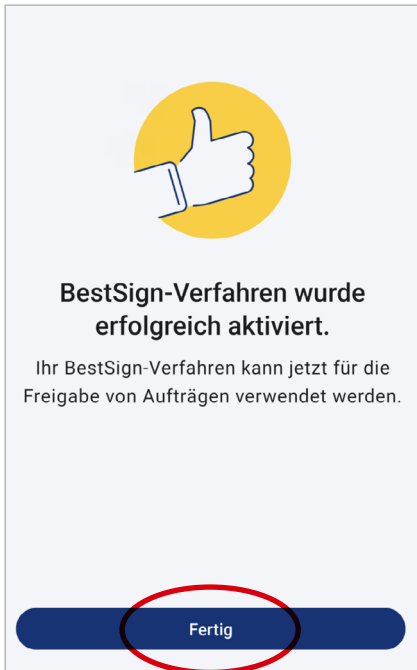 BestSign-Verfahren wurde
erfolgreich aktiviert.
Ihr BestSign-Verfahren kann jetzt für die
Freigabe von Aufträgen verwendet werden.
Fertig